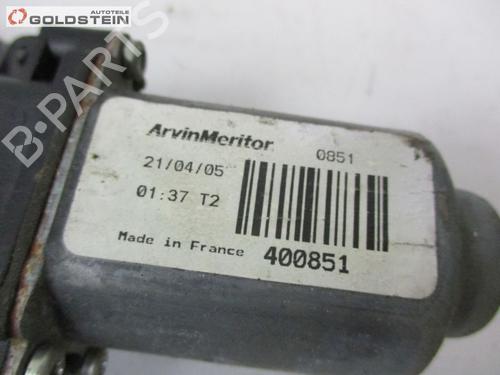 AUTOTEILE
GOLDSTEIN
B-PARTS
ArvinMeritor
0851
21/04/05
01:37 T2
Made in France
400851